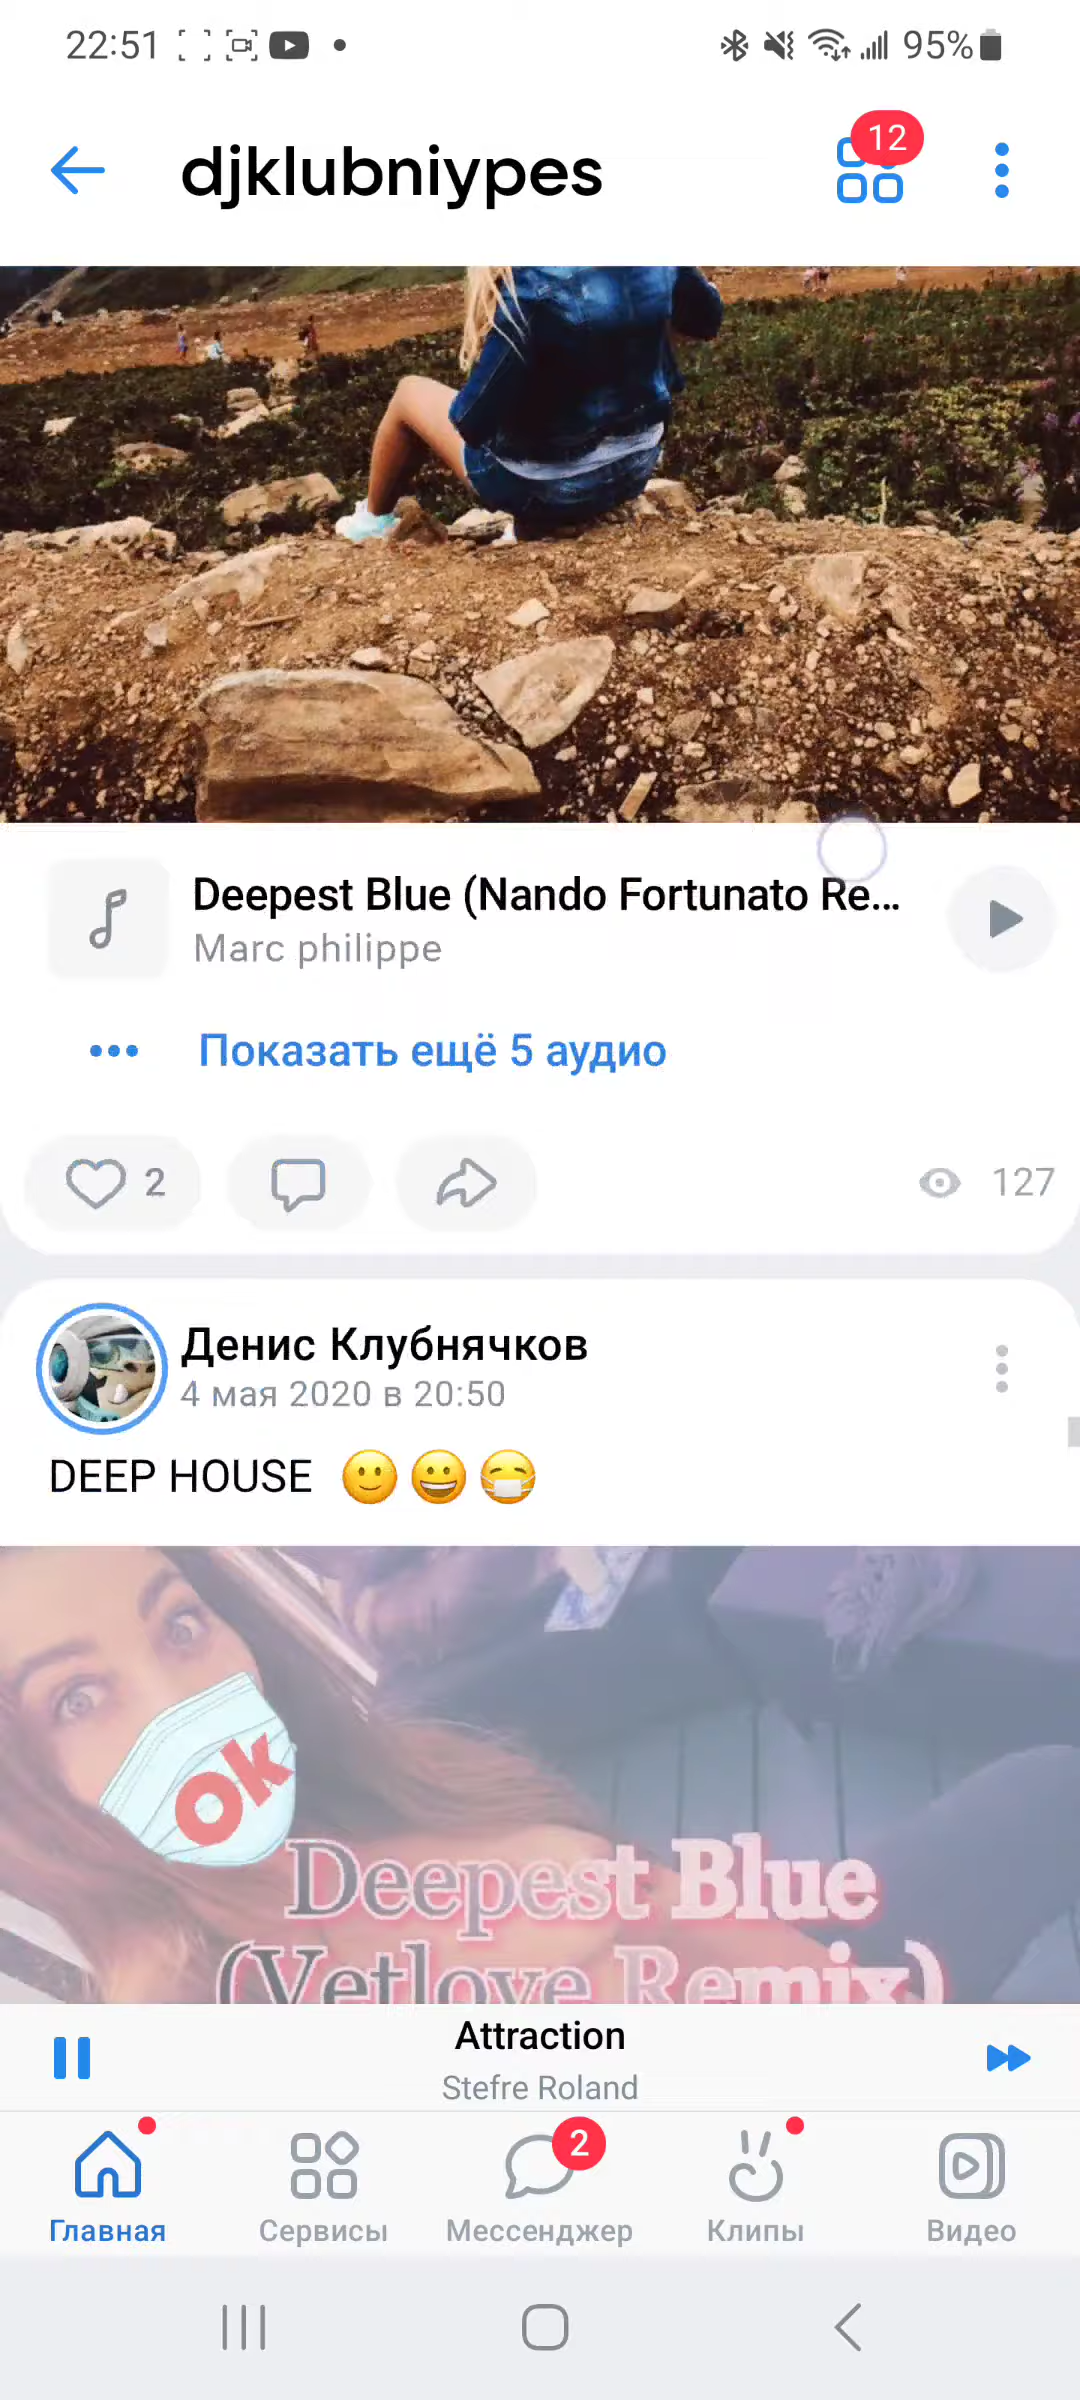 22:51
95%
djklubniypes
12
Deepest Blue (Nando Fortunato Re...
Marc philippe
Показать ещё 5 аудио
2
127
Денис Клубнячков
4 мая 2020 в 20:50
DEEP HOUSE 🙂😀😷
Ok
Deepest Blue
(Vetlove Remix)
Attraction
Stefre Roland
2
Главная
Сервисы
Мессенджер
Клипы
Видео